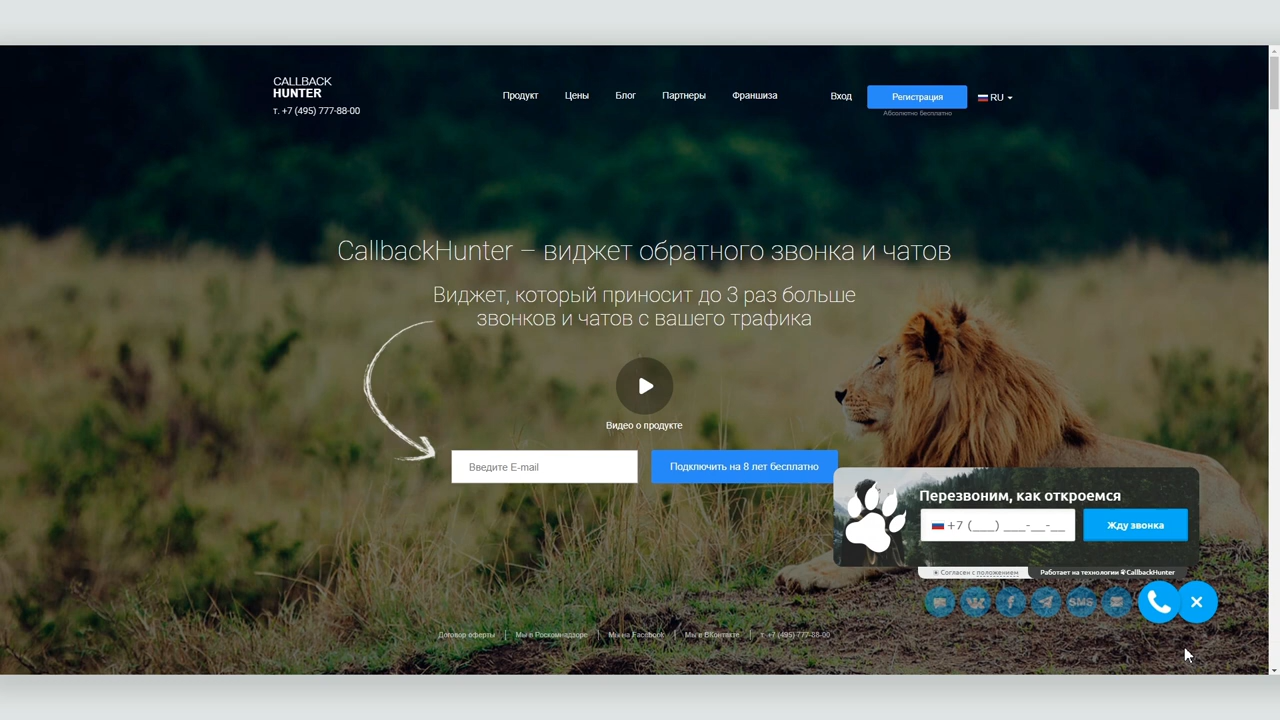 CALLBACK
HUNTER
т. +7 (495) 777-88-00
Продукт Цены Блог Партнеры Франшиза Вход Регистрация RU
Абсолютно бесплатно
CallbackHunter – виджет обратного звонка и чатов
Виджет, который приносит до 3 раз больше
звонков и чатов с вашего трафика
Видео о продукте
Введите E-mail Подключить на 8 лет бесплатно
Перезвоним, как откроемся
+7 (___) ___-__-__ Жду звонка
Согласен с положением Работает на технологии CallbackHunter
SMS
Договор оферты Мы в Роскомнадзоре Мы на Facebook Мы в ВКонтакте т. +7 (495) 777-88-00